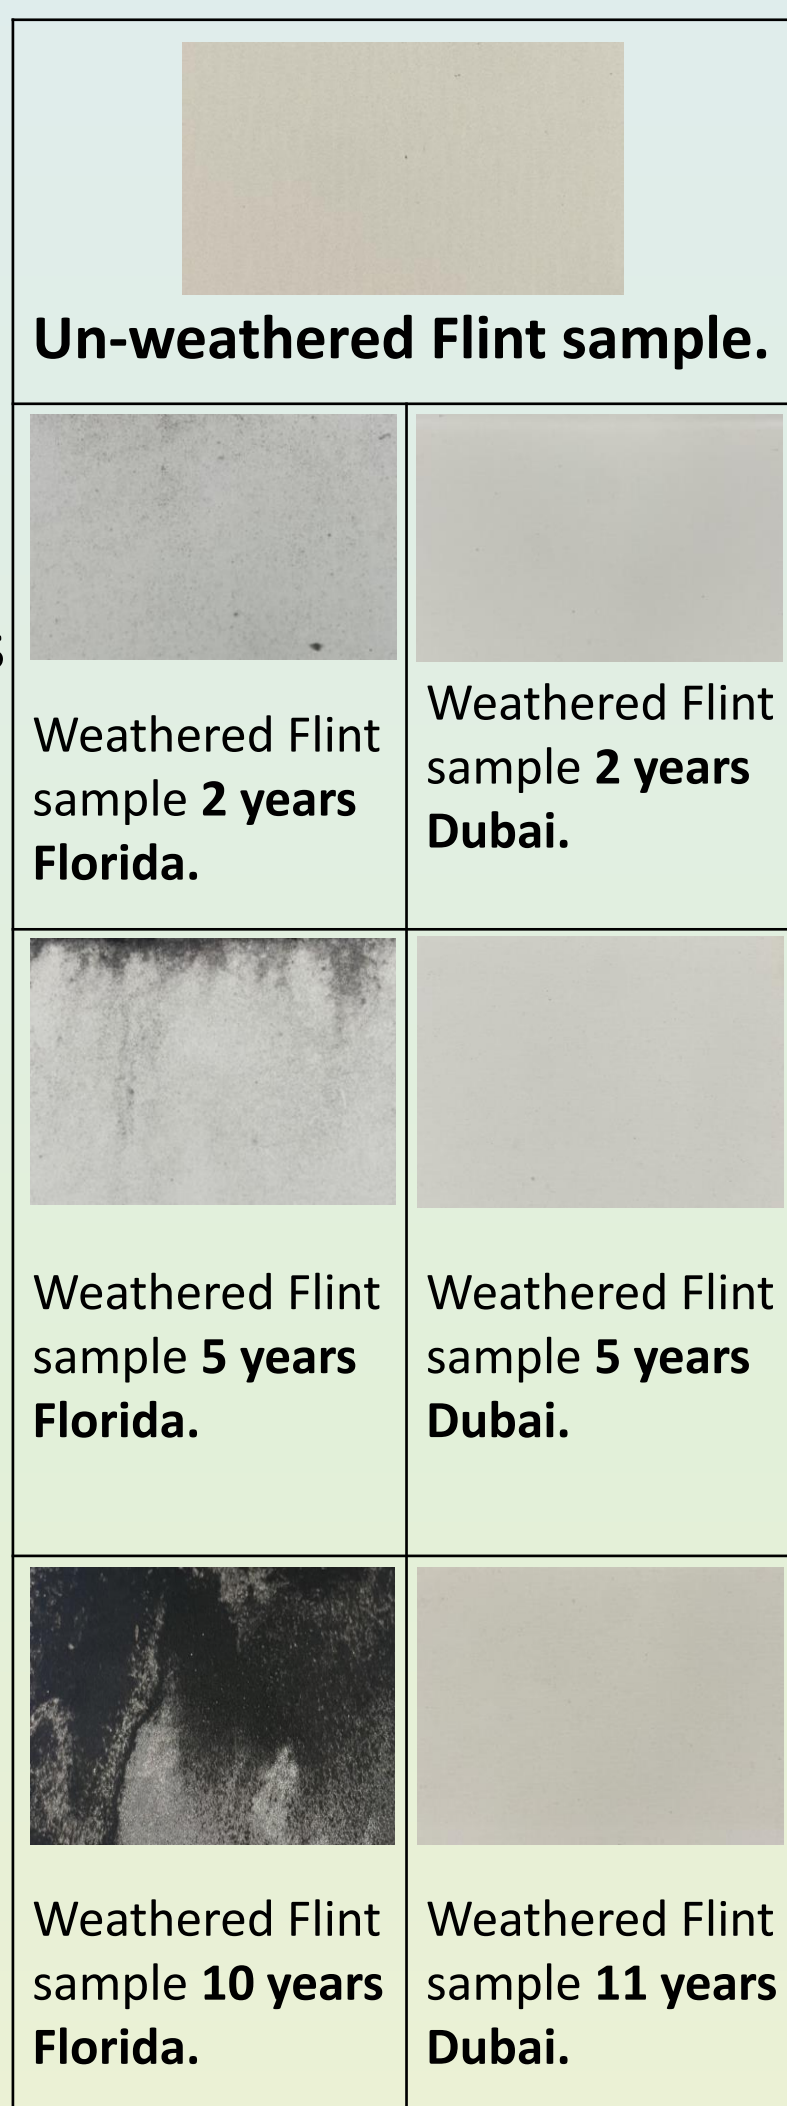 Un-weathered Flint sample.
Weathered Flint
sample 2 years
Florida.
Weathered Flint
sample 2 years
Dubai.
Weathered Flint
sample 5 years
Florida.
Weathered Flint
sample 5 years
Dubai.
Weathered Flint
sample 10 years
Florida.
Weathered Flint
sample 11 years
Dubai.